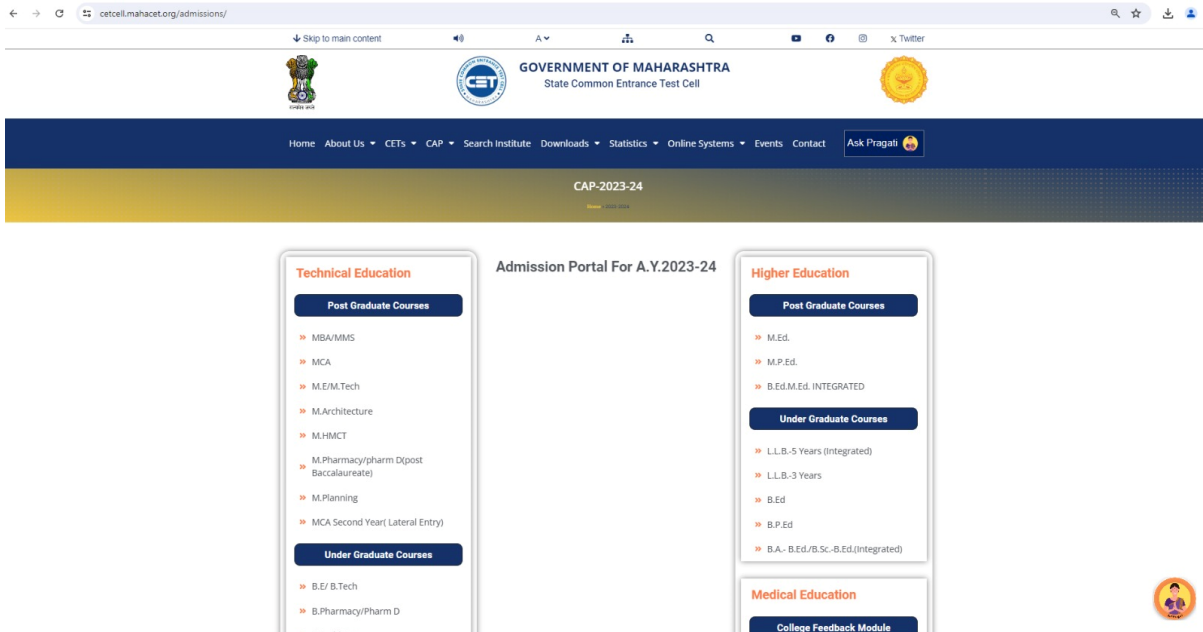 cetcell.mahacet.org/admissions/
Skip to main content
A
Twitter
CET
GOVERNMENT OF MAHARASHTRA
State Common Entrance Test Cell
Home About Us CETs CAP Search Institute Downloads Statistics Online Systems Events Contact Ask Pragati
CAP-2023-24
Technical Education
Post Graduate Courses
» MBA/MMS
» MCA
» M.E/M.Tech
» M.Architecture
» M.HMCT
» M.Pharmacy/pharm D(post
Baccalaureate)
» M.Planning
» MCA Second Year( Lateral Entry)
Under Graduate Courses
» B.E/ B.Tech
» B.Pharmacy/Pharm D
Admission Portal For A.Y.2023-24
Higher Education
Post Graduate Courses
» M.Ed.
» M.P.Ed.
» B.Ed.M.Ed. INTEGRATED
Under Graduate Courses
» L.L.B.-5 Years (Integrated)
» L.L.B.-3 Years
» B.Ed
» B.P.Ed
» B.A.- B.Ed./B.Sc.-B.Ed.(Integrated)
Medical Education
College Feedback Module